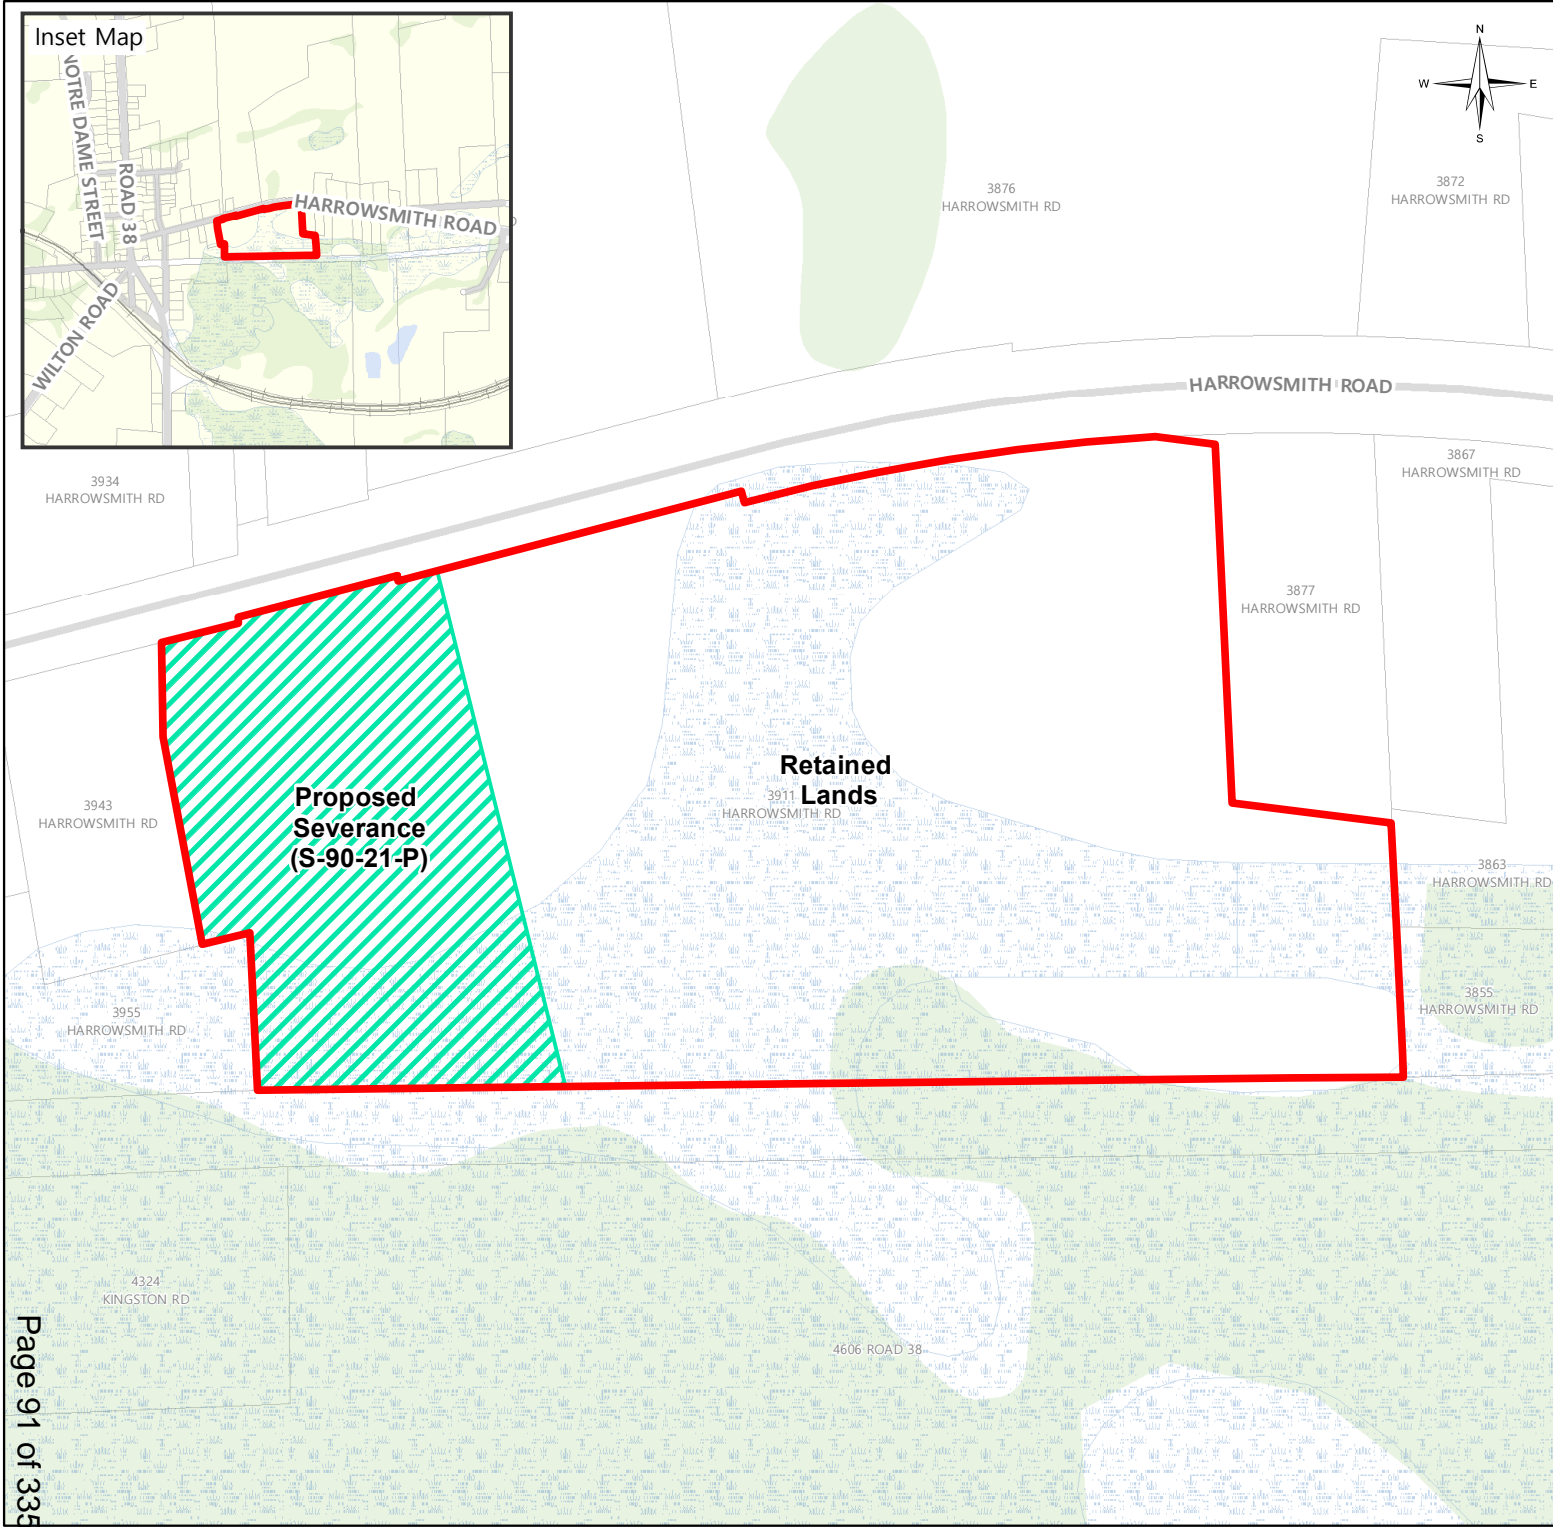 Inset Map
NOTRE DAME STREET
ROAD 38
HARROWSMITH ROAD
WILTON ROAD
N
W
E
S
3876
HARROWSMITH RD
3872
HARROWSMITH RD
HARROWSMITH ROAD
3934
HARROWSMITH RD
3867
HARROWSMITH RD
3877
HARROWSMITH RD
Retained
Lands
3911
HARROWSMITH RD
Proposed
Severance
(S-90-21-P)
3943
HARROWSMITH RD
3863
HARROWSMITH RD
3955
HARROWSMITH RD
3855
HARROWSMITH RD
4324
KINGSTON RD
4606 ROAD 38
Page 91 of 335